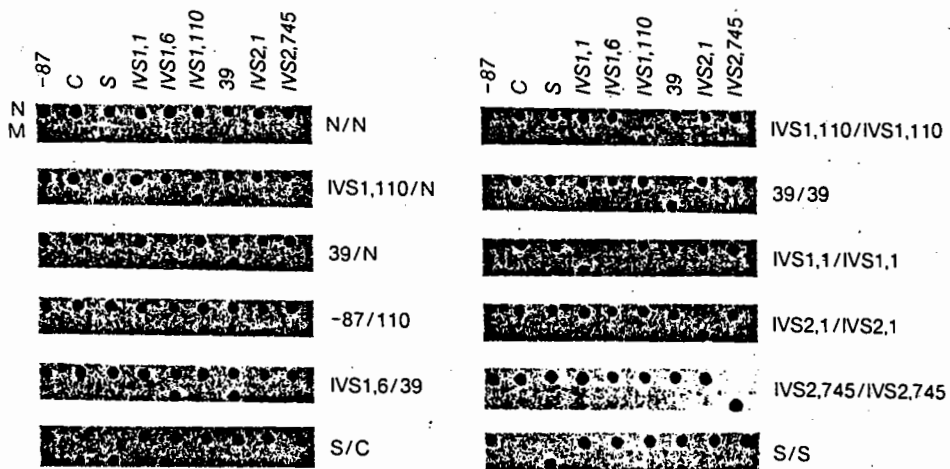 -87 C S IVS1,1 IVS1,6 IVS1,110 39 IVS2,1 IVS2,745
N
M
N/N
IVS1,110/N
39/N
-87/110
IVS1,6/39
S/C
-87 C S IVS1,1 IVS1,6 IVS1,110 39 IVS2,1 IVS2,745
IVS1,110/IVS1,110
39/39
IVS1,1/IVS1,1
IVS2,1/IVS2,1
IVS2,745/IVS2,745
S/S